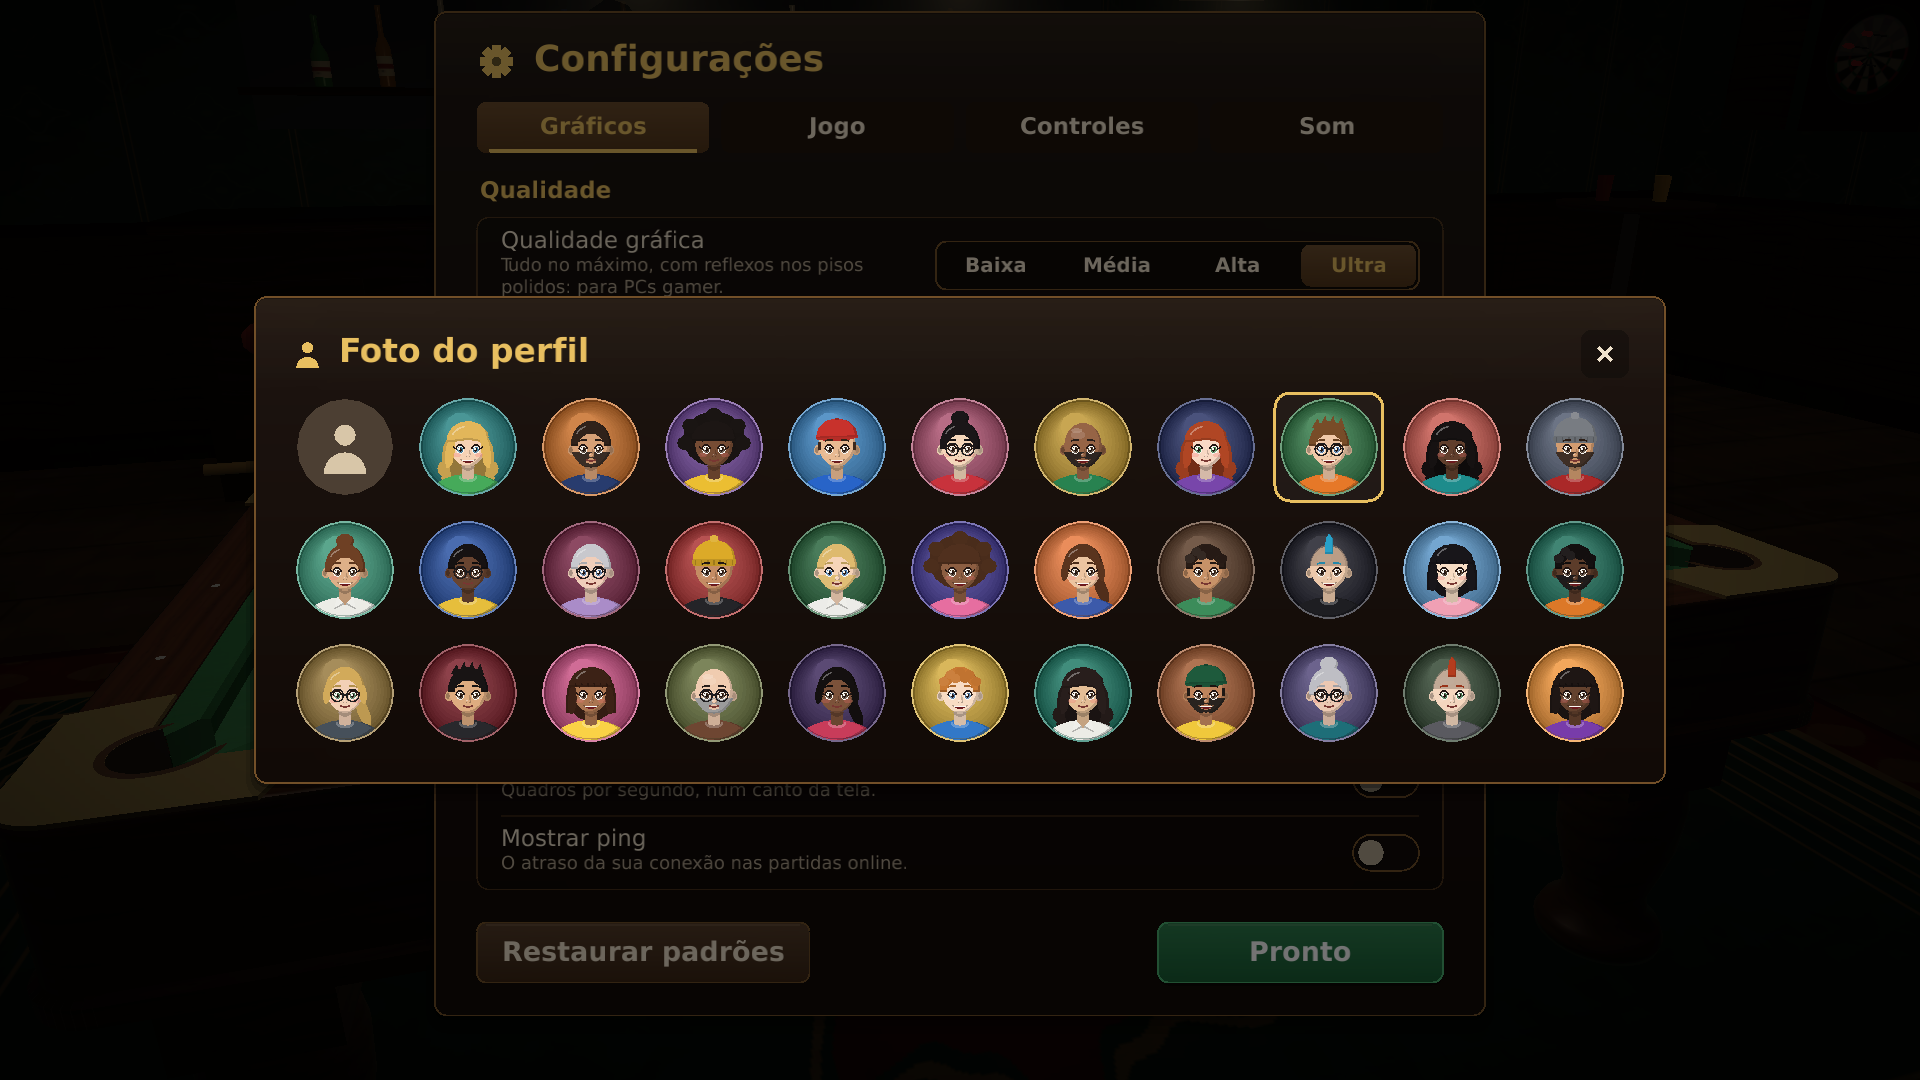 Configurações
Gráficos
Jogo
Controles
Som
Qualidade
Qualidade gráfica
Tudo no máximo, com reflexos nos pisos
polidos: para PCs gamer.
Baixa
Média
Alta
Ultra
Foto do perfil
×
Quadros por segundo, num canto da tela.
Mostrar ping
O atraso da sua conexão nas partidas online.
Restaurar padrões
Pronto